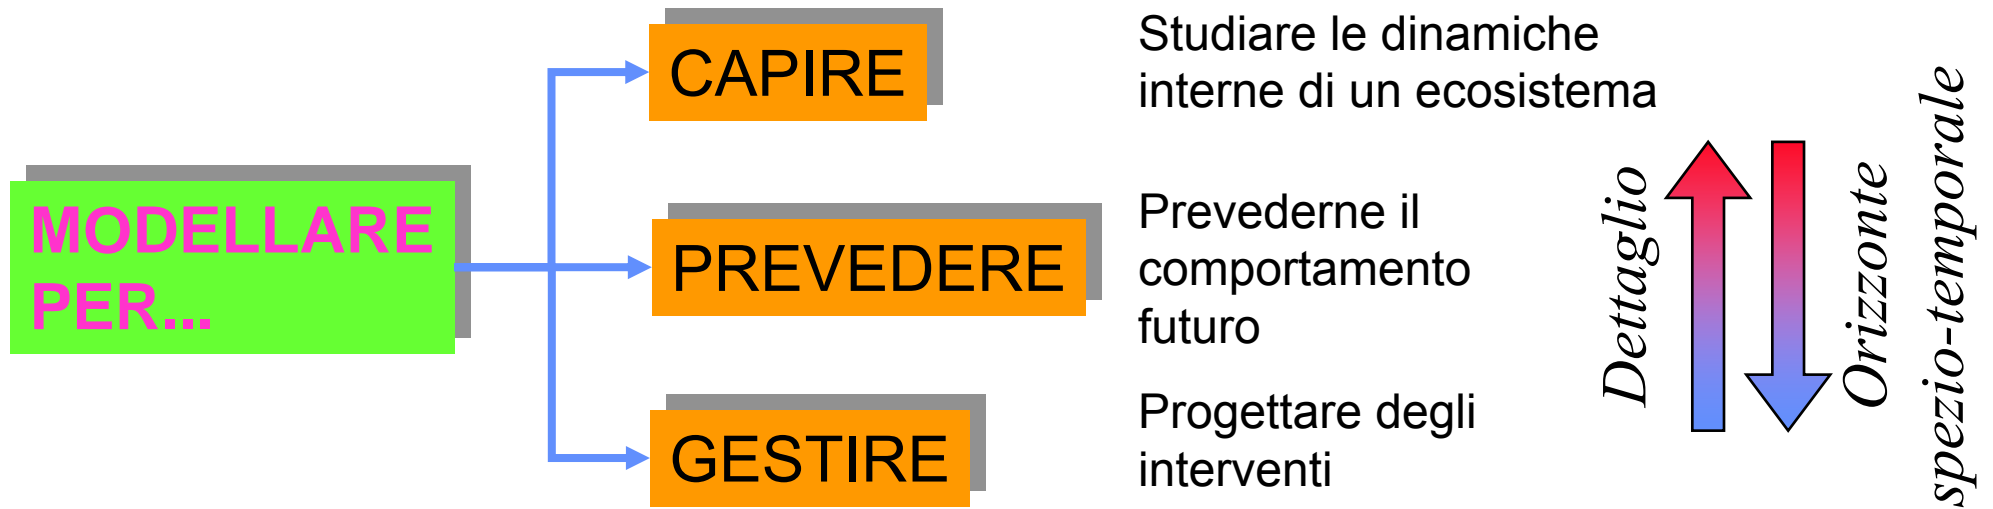 MODELLARE
PER...
CAPIRE
Studiare le dinamiche
interne di un ecosistema
PREVEDERE
Prevederne il
comportamento
futuro
GESTIRE
Progettare degli
interventi
Dettaglio
Orizzonte
spezio-temporale